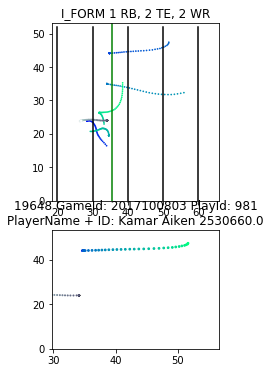 I_FORM 1 RB, 2 TE, 2 WR
50
40
30
20
10
0
20 30 40 50 60
19648 GameId: 2017100803 PlayId: 981
PlayerName + ID: Kamar Aiken 2530660.0
40
20
0
30 40 50